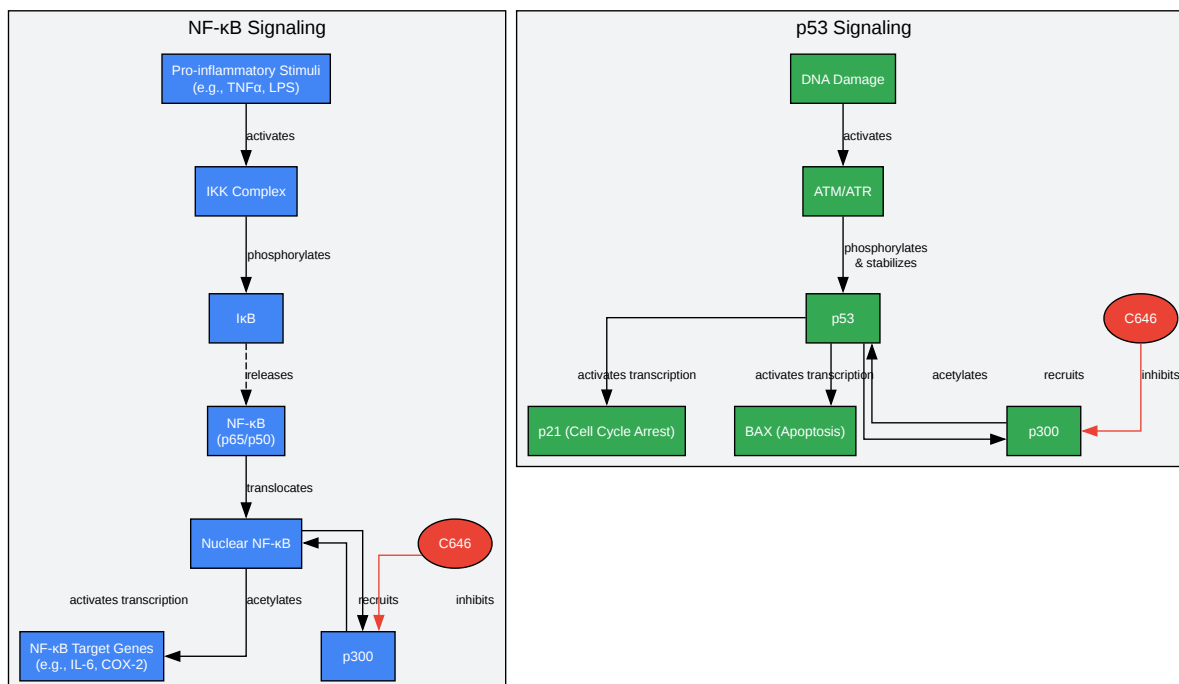 NF-κB Signaling
Pro-inflammatory Stimuli
(e.g., TNFα, LPS)
activates
IKK Complex
phosphorylates
IκB
releases
NF-κB
(p65/p50)
translocates
Nuclear NF-κB
C646
activates transcription
acetylates
recruits
inhibits
NF-κB Target Genes
(e.g., IL-6, COX-2)
p300
p53 Signaling
DNA Damage
activates
ATM/ATR
phosphorylates
& stabilizes
p53
C646
activates transcription
activates transcription
acetylates
recruits
inhibits
p21 (Cell Cycle Arrest)
BAX (Apoptosis)
p300